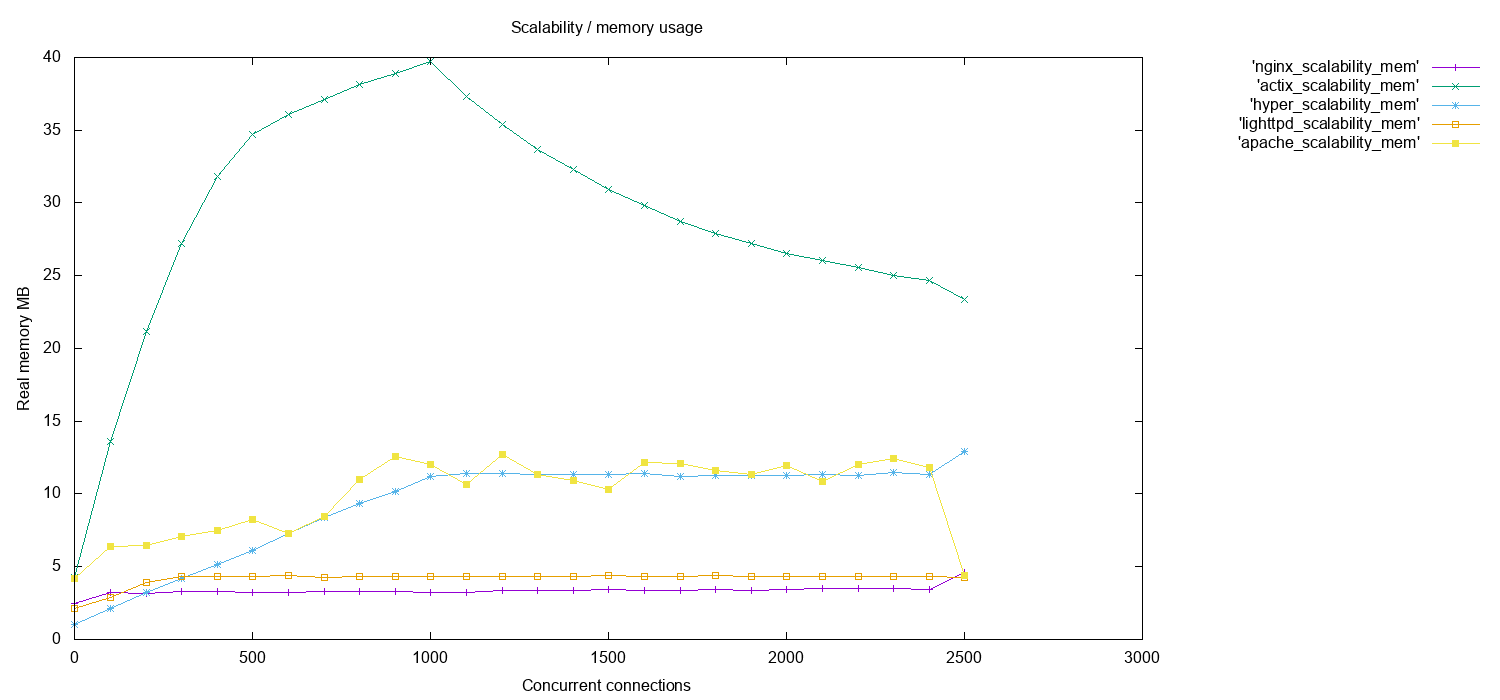 Scalability / memory usage
'nginx_scalability_mem'
'actix_scalability_mem'
'hyper_scalability_mem'
'lighttpd_scalability_mem'
'apache_scalability_mem'
Real memory MB
40
35
30
25
20
15
10
5
0
0 500 1000 1500 2000 2500 3000
Concurrent connections